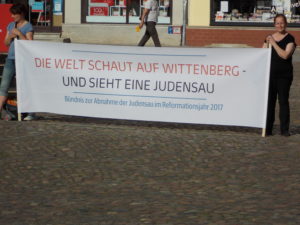 DIE WELT SCHAUT AUF WITTENBERG -
UND SIEHT EINE JUDENSAU
Bündnis zur Abnahme der Judensau im Reformationsjahr 2017